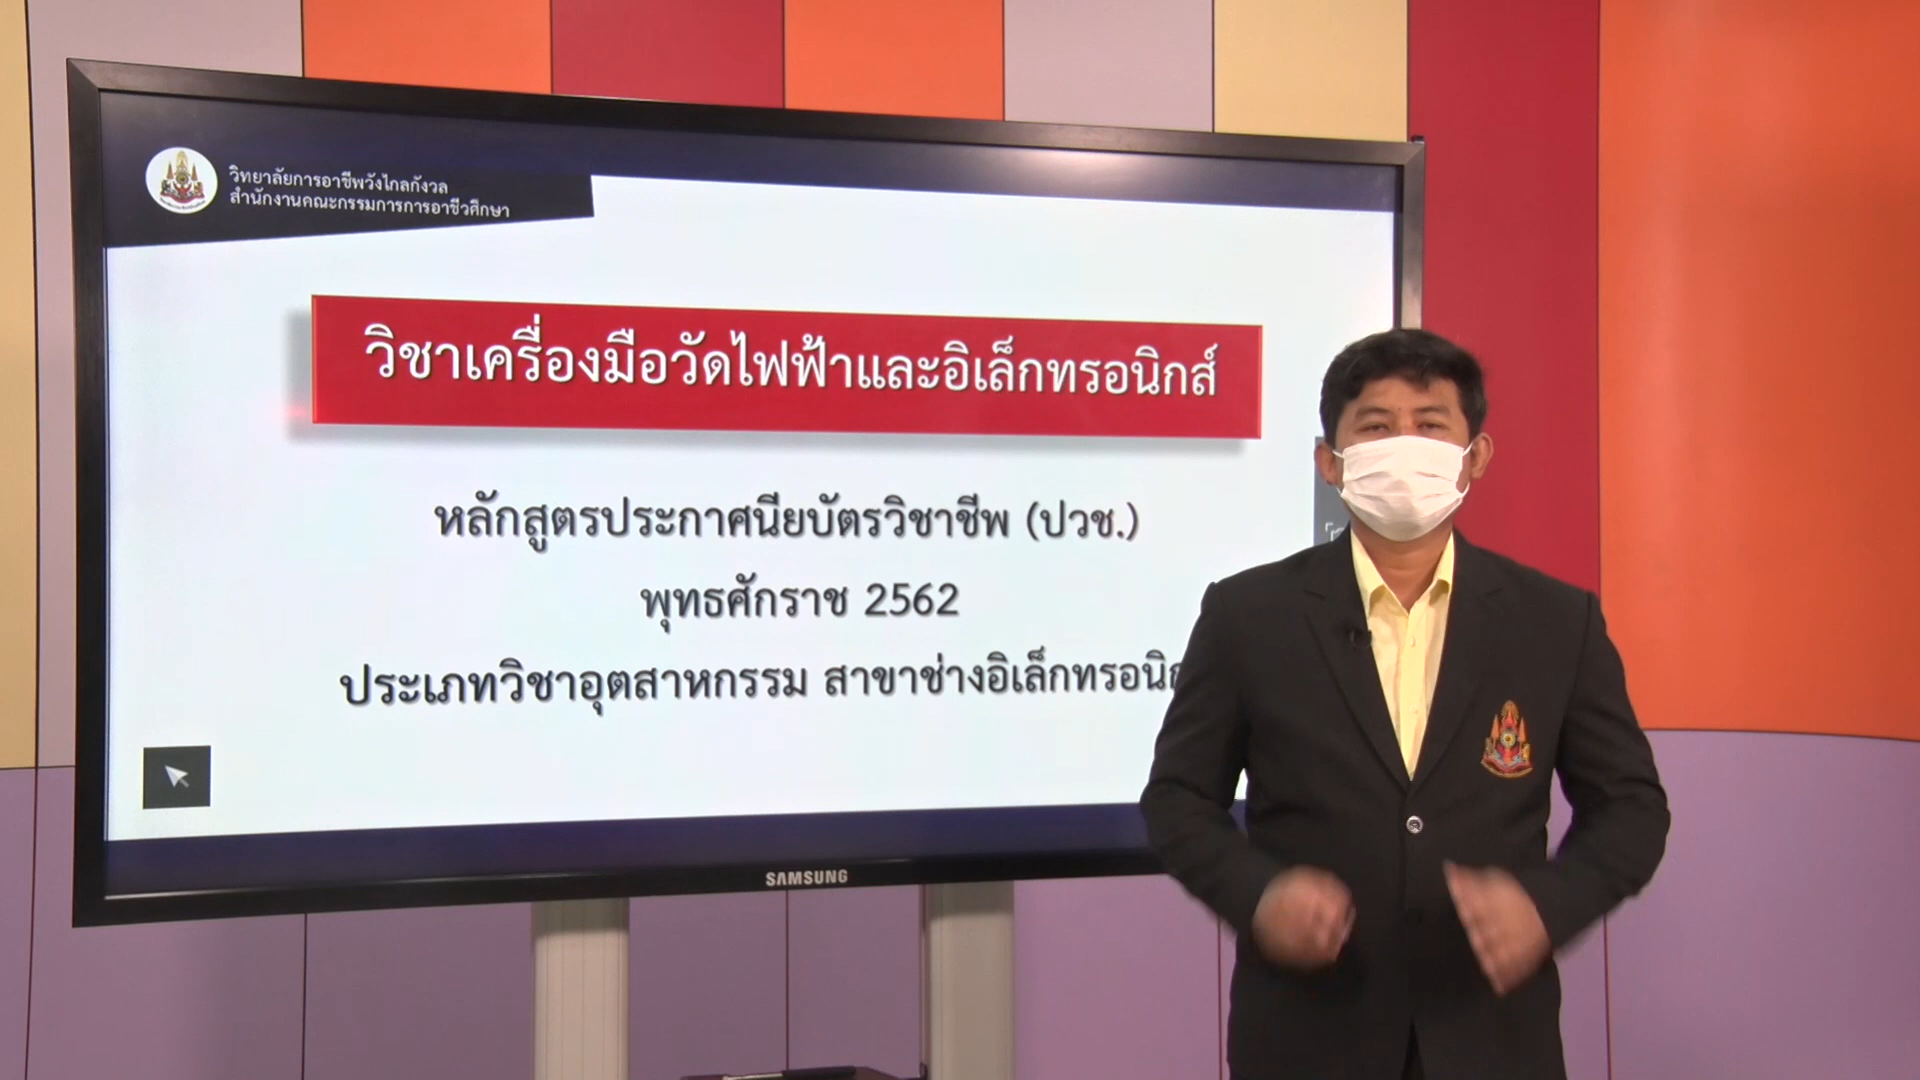 วิทยาลัยการอาชีพวังไกลกังวล
สำนักงานคณะกรรมการการอาชีวศึกษา
วิชาเครื่องมือวัดไฟฟ้าและอิเล็กทรอนิกส์
หลักสูตรประกาศนียบัตรวิชาชีพ (ปวช.)
พุทธศักราช 2562
ประเภทวิชาอุตสาหกรรม สาขาช่างอิเล็กทรอนิก
SAMSUNG